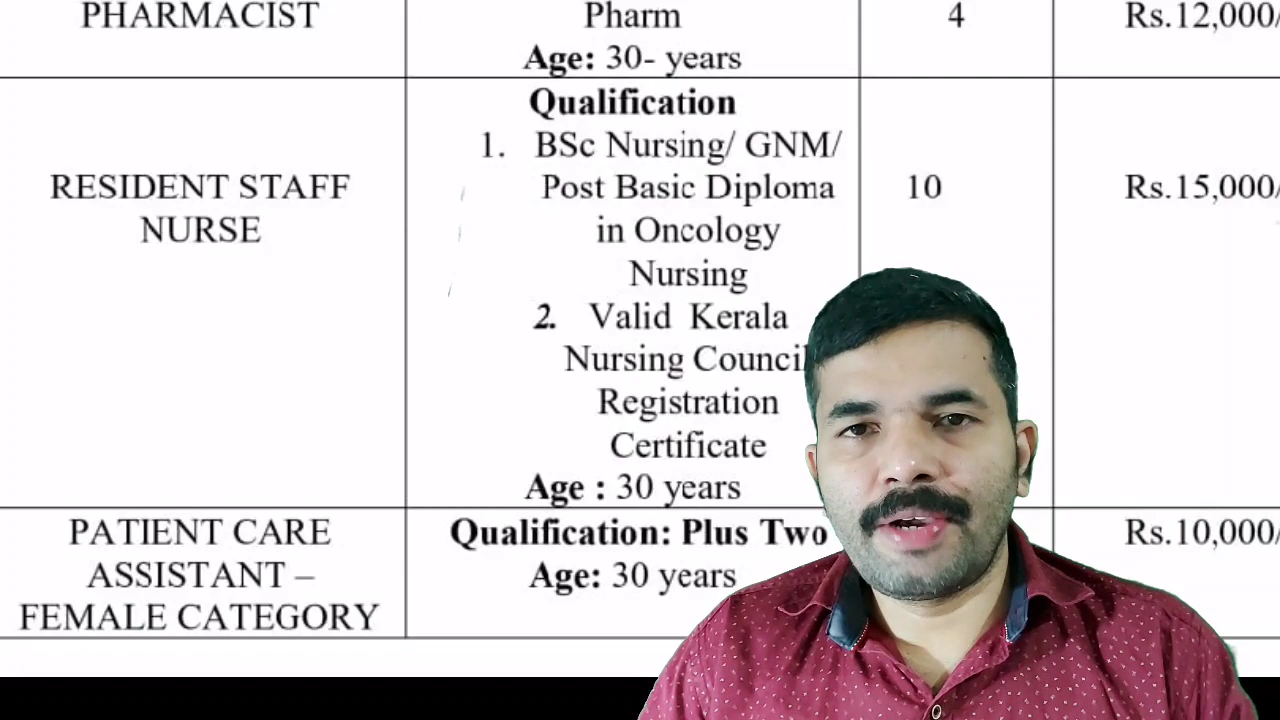 PHARMACIST
Pharm
Age: 30- years
4
Rs.12,000/
RESIDENT STAFF
NURSE
Qualification
1. BSc Nursing/ GNM/
Post Basic Diploma
in Oncology
Nursing
2. Valid Kerala
Nursing Council
Registration
Certificate
Age : 30 years
10
Rs.15,000/
PATIENT CARE
ASSISTANT –
FEMALE CATEGORY
Qualification: Plus Two
Age: 30 years
Rs.10,000/